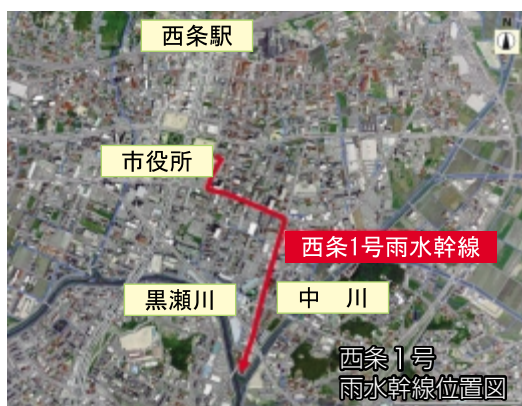 西条駅
N
市役所
西条1号雨水幹線
黒瀬川
中 川
西条1号
雨水幹線位置図